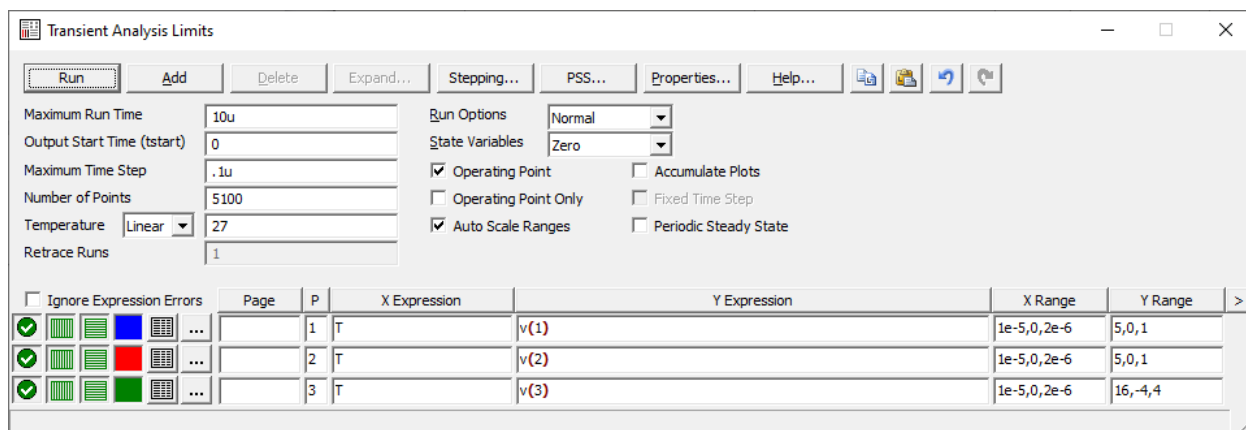 Transient Analysis Limits
Run Add Delete Expand... Stepping... PSS... Properties... Help...
Maximum Run Time 10u Run Options Normal
Output Start Time (tstart) 0 State Variables Zero
Maximum Time Step .1u Operating Point Accumulate Plots
Number of Points 5100 Operating Point Only Fixed Time Step
Temperature Linear 27 Auto Scale Ranges Periodic Steady State
Retrace Runs 1
Ignore Expression Errors Page P X Expression Y Expression X Range Y Range >
... 1 T v(1) 1e-5,0,2e-6 5,0,1
... 2 T v(2) 1e-5,0,2e-6 5,0,1
... 3 T v(3) 1e-5,0,2e-6 16,-4,4